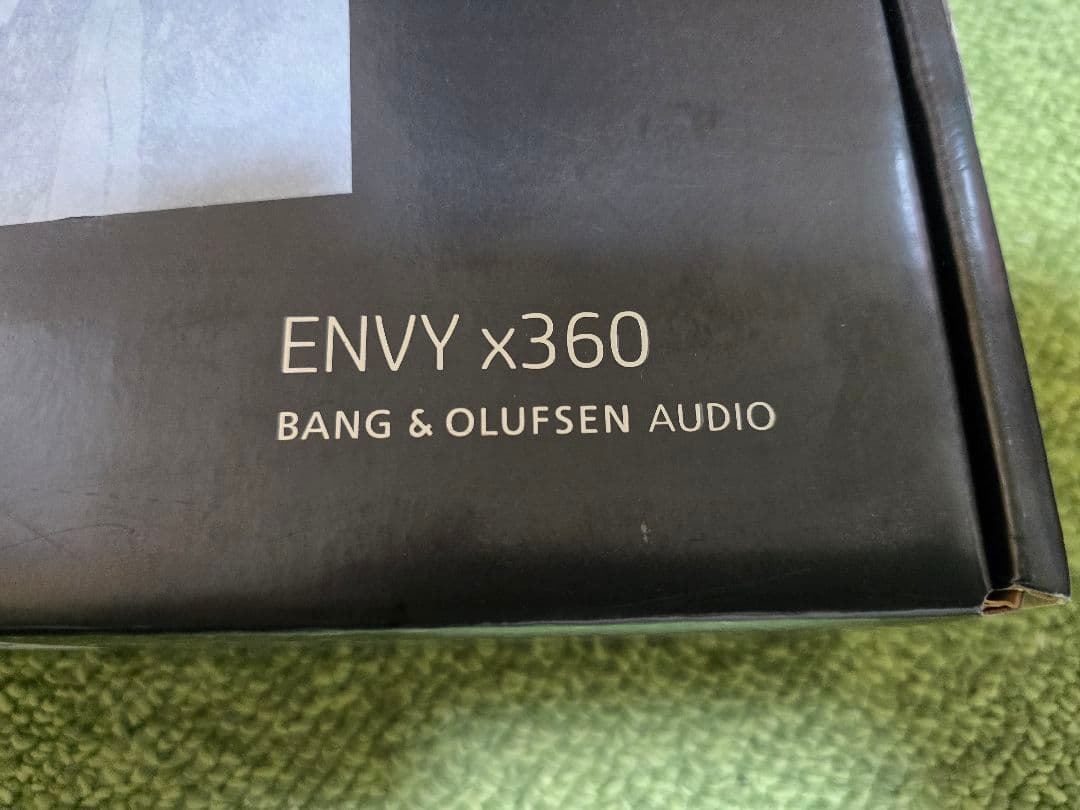 ENVY x360
BANG & OLUFSEN AUDIO